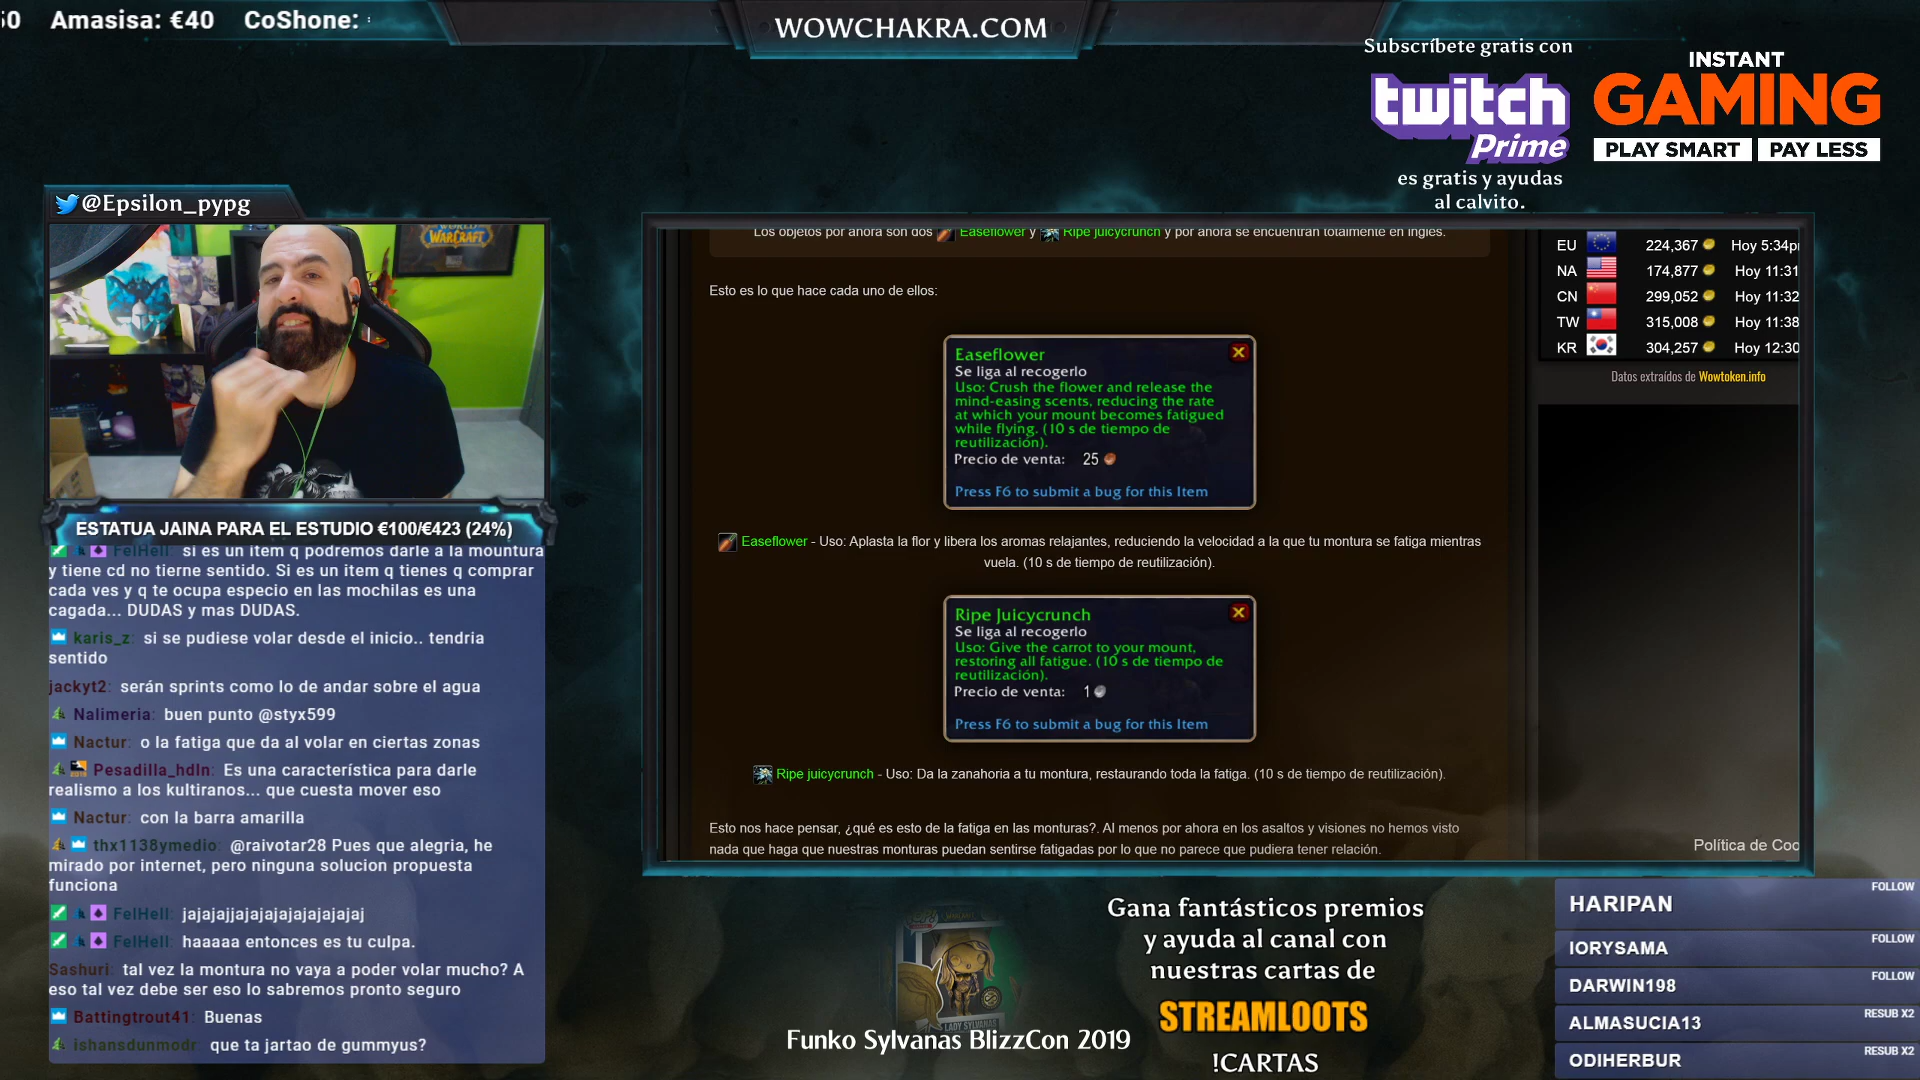 Amasisa: €40 CoShone:
WOWCHAKRA.COM
Subscríbete gratis con
twitch
Prime
es gratis y ayudas
al calvito.
INSTANT
GAMING
PLAY SMART PAY LESS
@Epsilon_pypg
WORLD
WARCRAFT
ESTATUA JAINA PARA EL ESTUDIO €100/€423 (24%)
FelHell: si es un item q podremos darle a la mountura
y tiene cd no tierne sentido. Si es un item q tienes q comprar
cada ves y q te ocupa especio en las mochilas es una
cagada... DUDAS y mas DUDAS.
karis_z: si se pudiese volar desde el inicio.. tendria
sentido
jackyt2: serán sprints como lo de andar sobre el agua
Nalimeria: buen punto @styx599
Nactur: o la fatiga que da al volar en ciertas zonas
Pesadilla_hdln: Es una característica para darle
realismo a los kultiranos... que cuesta mover eso
Nactur: con la barra amarilla
thx1138ymedio: @raivotar28 Pues que alegria, he
mirado por internet, pero ninguna solucion propuesta
funciona
FelHell: jajajajjajajajajajajajaj
FelHell: haaaaa entonces es tu culpa.
Sashuri: tal vez la montura no vaya a poder volar mucho? A
eso tal vez debe ser eso lo sabremos pronto seguro
Battingtrout41: Buenas
ishansdunmodr: que ta jartao de gummyus?
Los objetos por ahora son dos Easeflower y Ripe juicycrunch y por ahora se encuentran totalmente en inglés.
Esto es lo que hace cada uno de ellos:
Easeflower
Se liga al recogerlo
Uso: Crush the flower and release the
mind-easing scents, reducing the rate
at which your mount becomes fatigued
while flying. (10 s de tiempo de
reutilización).
Precio de venta: 25
Press F6 to submit a bug for this Item
Easeflower - Uso: Aplasta la flor y libera los aromas relajantes, reduciendo la velocidad a la que tu montura se fatiga mientras
vuela. (10 s de tiempo de reutilización).
Ripe Juicycrunch
Se liga al recogerlo
Uso: Give the carrot to your mount,
restoring all fatigue. (10 s de tiempo de
reutilización).
Precio de venta: 1
Press F6 to submit a bug for this Item
Ripe juicycrunch - Uso: Da la zanahoria a tu montura, restaurando toda la fatiga. (10 s de tiempo de reutilización).
Esto nos hace pensar, ¿qué es esto de la fatiga en las monturas?. Al menos por ahora en los asaltos y visiones no hemos visto
nada que haga que nuestras monturas puedan sentirse fatigadas por lo que no parece que pudiera tener relación.
EU 224,367 Hoy 5:34p
NA 174,877 Hoy 11:31
CN 299,052 Hoy 11:32
TW 315,008 Hoy 11:38
KR 304,257 Hoy 12:30
Datos extraídos de Wowtoken.info
Política de Coo
LADY SYLVANAS
Funko Sylvanas BlizzCon 2019
Gana fantásticos premios
y ayuda al canal con
nuestras cartas de
STREAMLOOTS
!CARTAS
HARIPAN FOLLOW
IORYSAMA FOLLOW
DARWIN198 FOLLOW
ALMASUCIA13 RESUB X2
ODIHERBUR RESUB X2